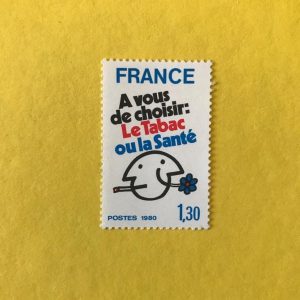 FRANCE
A vous
de choisir:
Le Tabac
ou la Santé
POSTES 1980
1,30